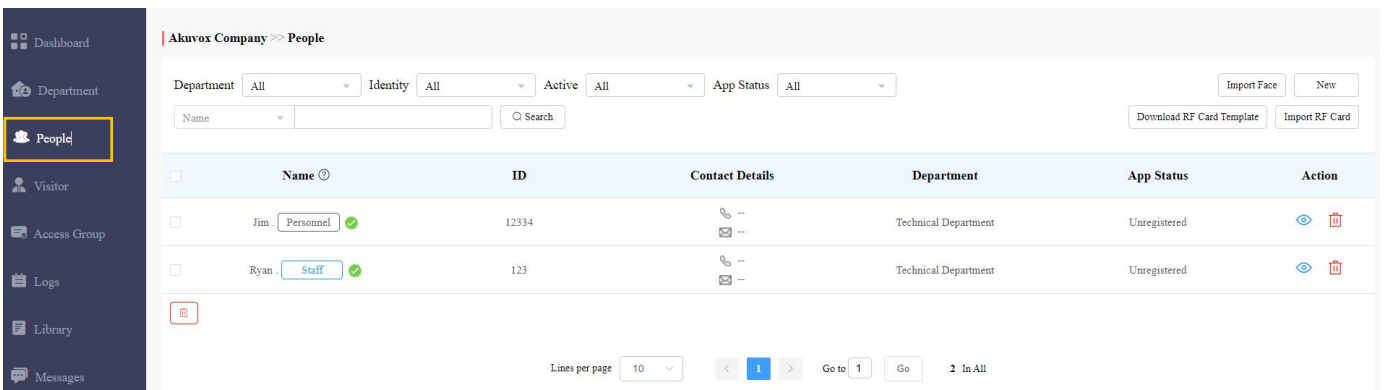 Akuvox Company >> People
Dashboard
Department
People
Visitor
Access Group
Logs
Library
Messages
Department All Identity All Active All App Status All Import Face New
Name Search Download RF Card Template Import RF Card
Name ? ID Contact Details Department App Status Action
Jim . Personnel 12334 -- Technical Department Unregistered
--
Ryan . Staff 123 -- Technical Department Unregistered
--
Lines per page 10 < 1 > Go to 1 Go 2 In All